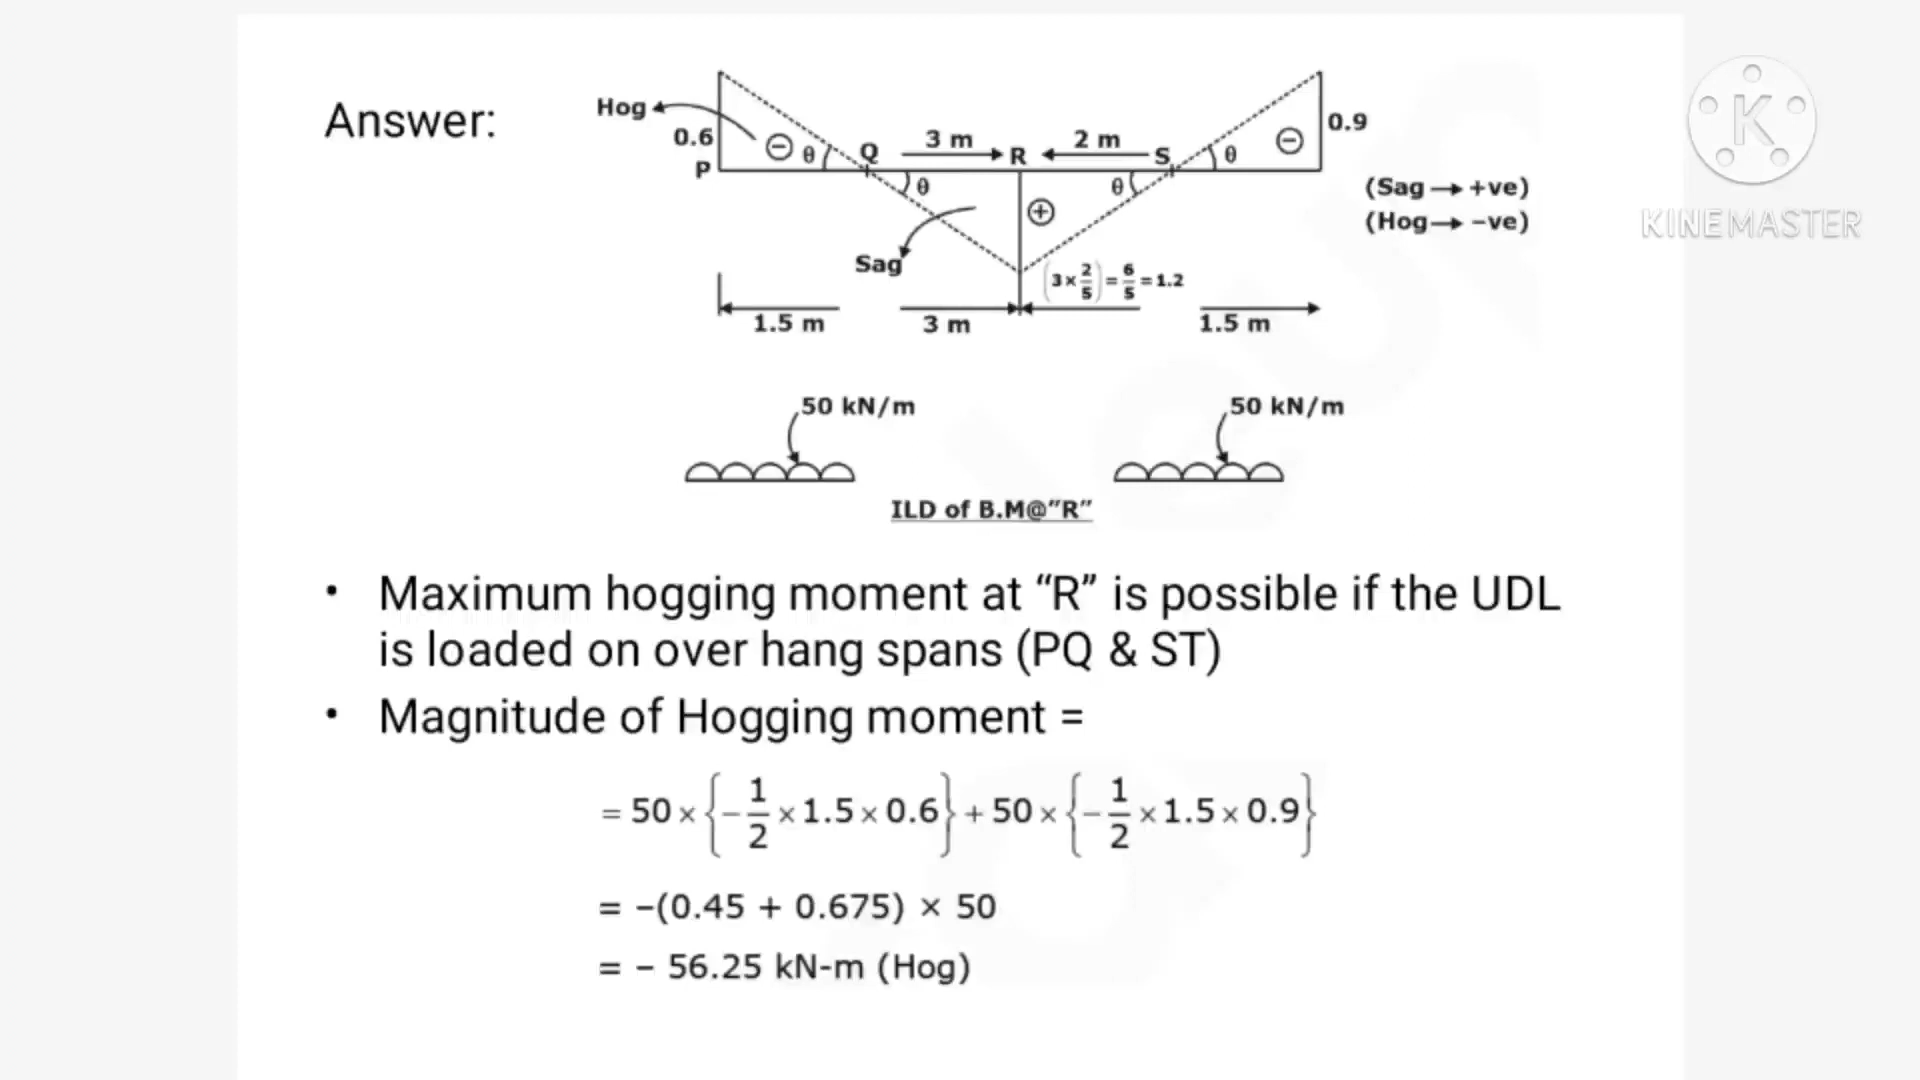 Answer:
Hog
0.6
P
⊖
θ
Q
3 m
R
2 m
S
θ
⊖
0.9
θ
θ
⊕
(Sag→+ve)
(Hog→ −ve)
Sag
(3×2/5)=6/5=1.2
1.5 m
3 m
1.5 m
K
KINEMASTER
50 kN/m
50 kN/m
ILD of B.M@"R"
• Maximum hogging moment at “R” is possible if the UDL
is loaded on over hang spans (PQ & ST)
• Magnitude of Hogging moment =
= 50×{−1/2×1.5×0.6}+50×{−1/2×1.5×0.9}
= −(0.45 + 0.675) × 50
= − 56.25 kN-m (Hog)